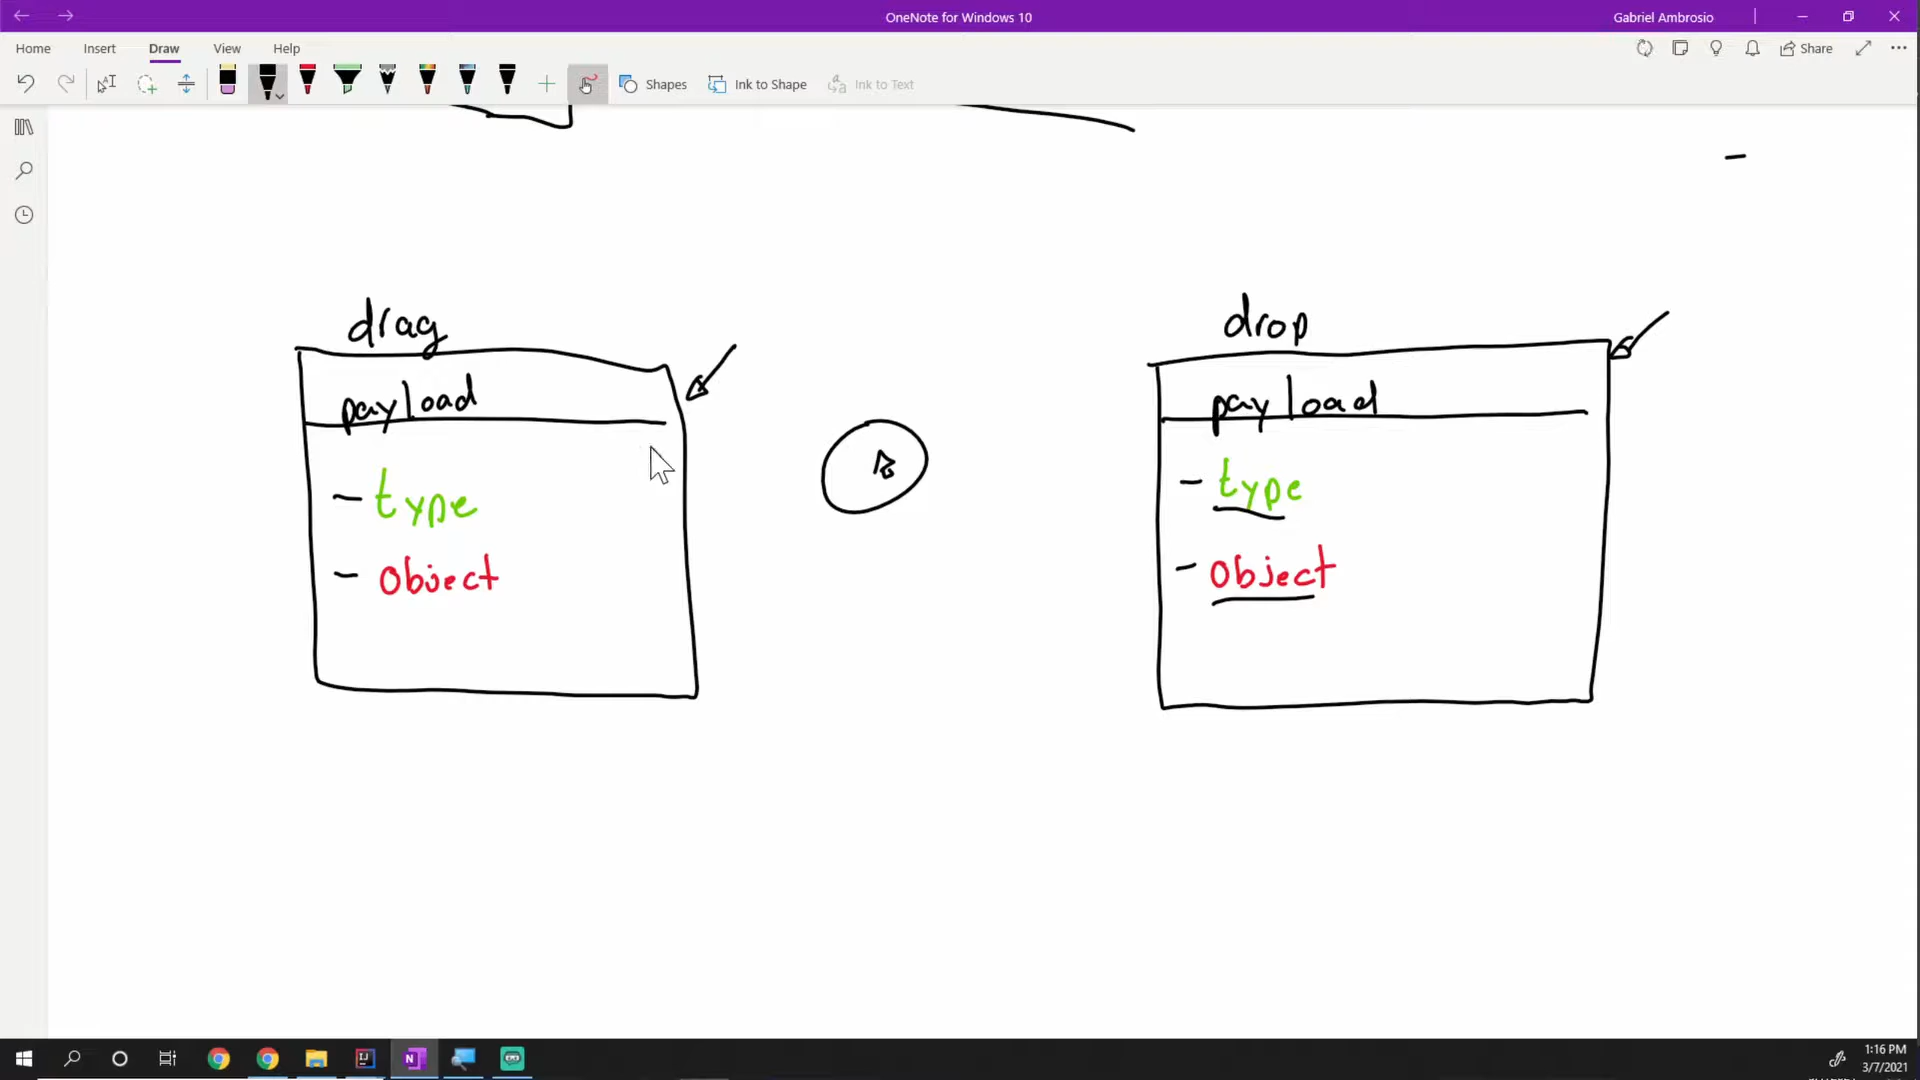 OneNote for Windows 10
Gabriel Ambrosio
Home Insert Draw View Help
Share
Shapes
Ink to Shape
Ink to Text
drag
payload
- type
- object
drop
payload
- type
- object
1:16 PM
3/7/2021